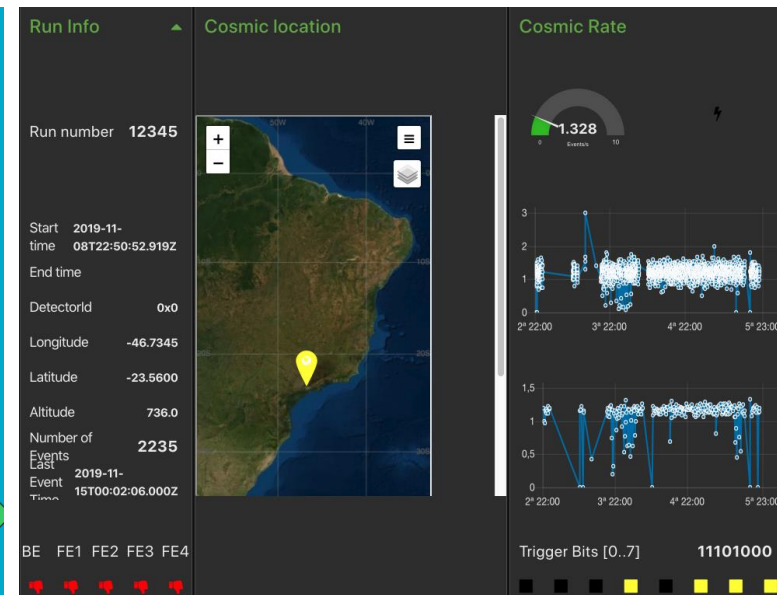 Run Info
Run number 12345
Start time 2019-11-08T22:50:52.919Z
End time
DetectorId 0x0
Longitude -46.7345
Latitude -23.5600
Altitude 736.0
Number of Events 2235
Last Event Time 2019-11-15T00:02:06.000Z
BE FE1 FE2 FE3 FE4
Cosmic location
+
−
50W 40W
10S
20S
30S
Cosmic Rate
1.328
0 Events/s 10
3
2
1
0
2ª 22:00 3ª 22:00 4ª 22:00 5ª 23:00
1,5
1
0,5
0
2ª 22:00 3ª 22:00 4ª 22:00 5ª 23:00
Trigger Bits [0..7] 11101000